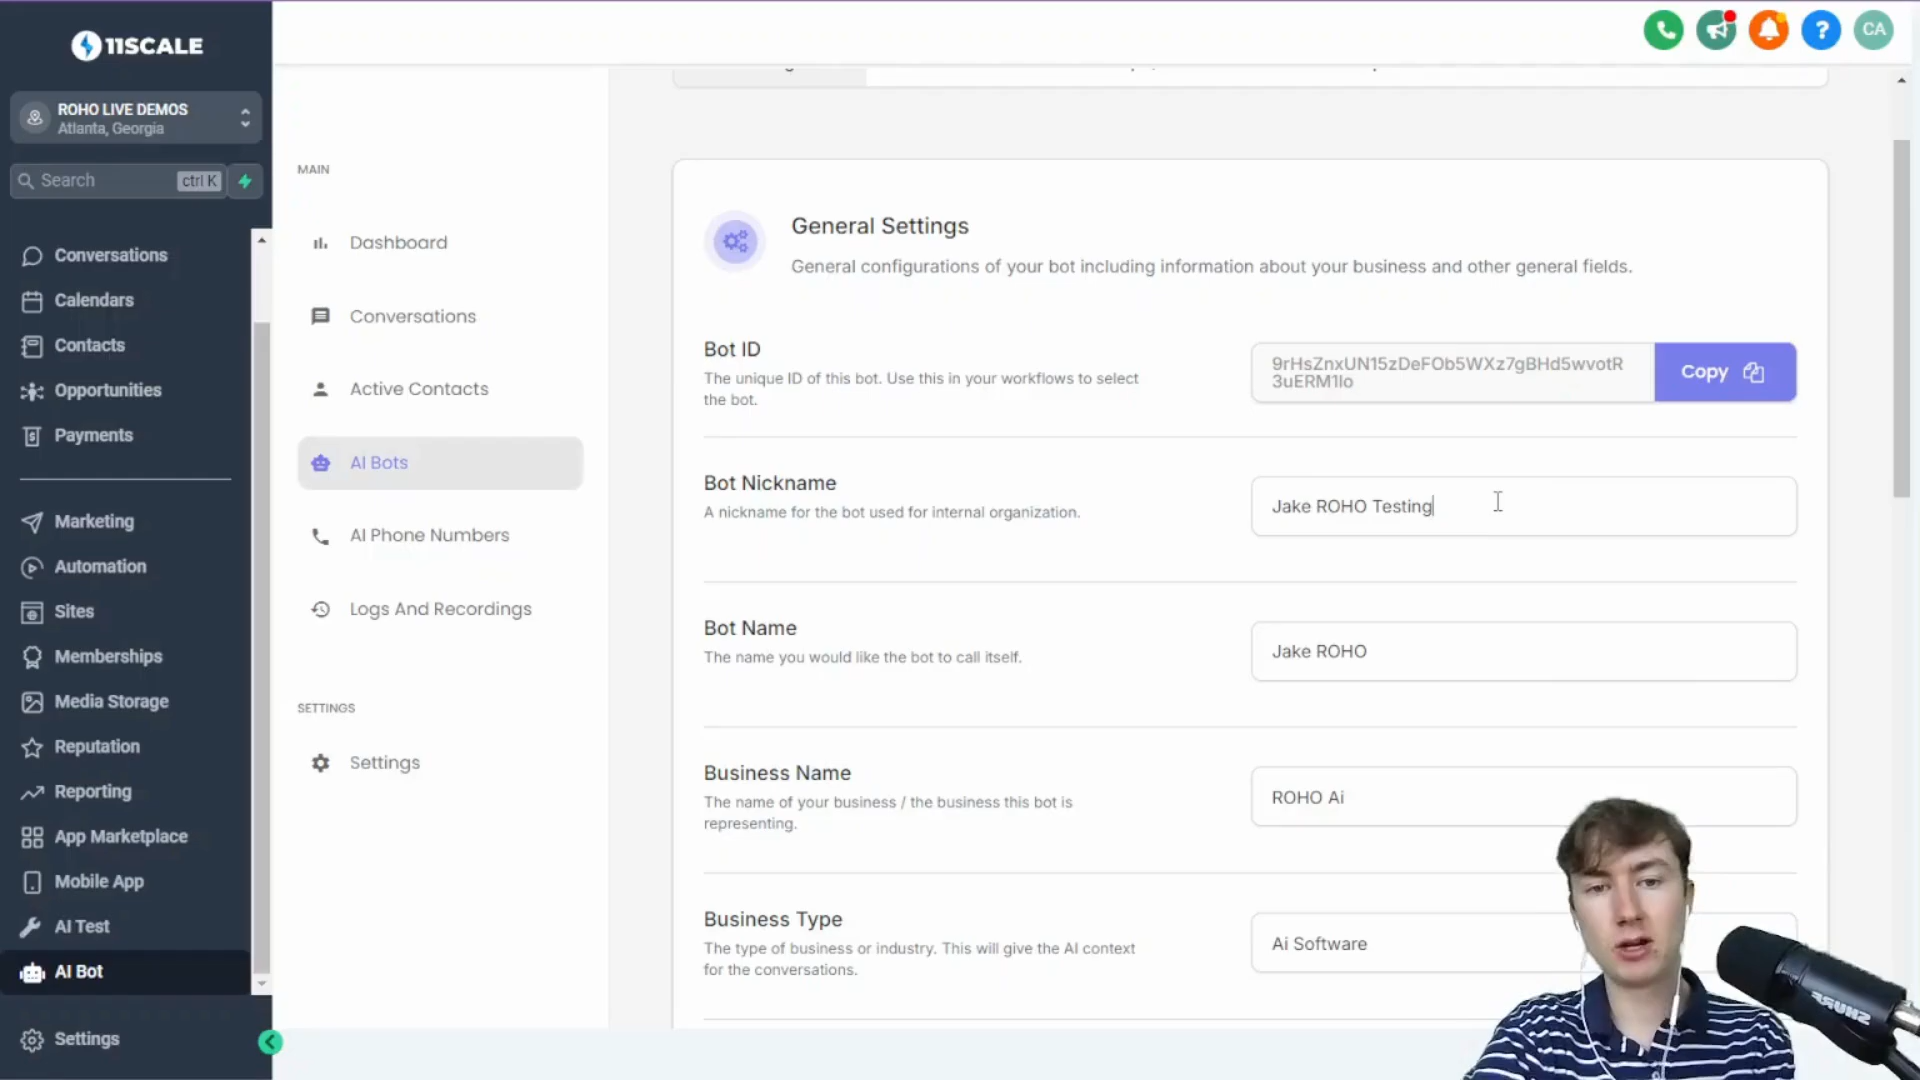 11SCALE
ROHO LIVE DEMOS
Atlanta, Georgia
Search
ctrl K
Conversations
Calendars
Contacts
Opportunities
Payments
Marketing
Automation
Sites
Memberships
Media Storage
Reputation
Reporting
App Marketplace
Mobile App
AI Test
AI Bot
Settings
MAIN
Dashboard
Conversations
Active Contacts
AI Bots
AI Phone Numbers
Logs And Recordings
SETTINGS
Settings
CA
General Settings
General configurations of your bot including information about your business and other general fields.
Bot ID
The unique ID of this bot. Use this in your workflows to select
the bot.
9rHsZnxUN15zDeFOb5WXz7gBHd5wvotR
3uERM1lo
Copy
Bot Nickname
A nickname for the bot used for internal organization.
Jake ROHO Testing
Bot Name
The name you would like the bot to call itself.
Jake ROHO
Business Name
The name of your business / the business this bot is
representing.
ROHO Ai
Business Type
The type of business or industry. This will give the AI context
for the conversations.
Ai Software
SHURE